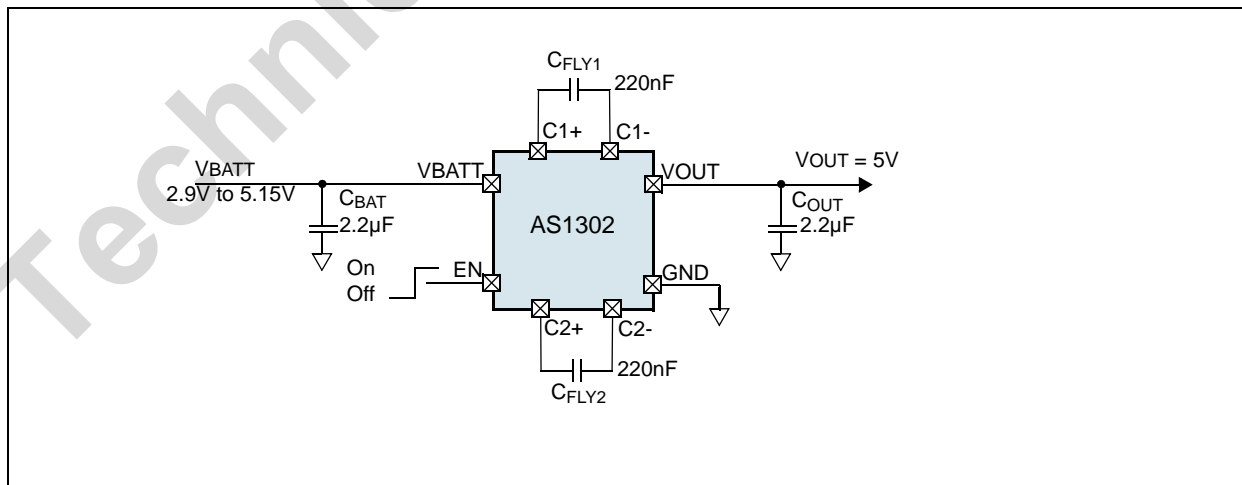 Techni
CFLY1
220nF
C1+ C1-
VBATT
2.9V to 5.15V
VBATT
VOUT
VOUT = 5V
CBAT
2.2µF
AS1302
COUT
2.2µF
On
Off
EN
GND
C2+ C2-
220nF
CFLY2